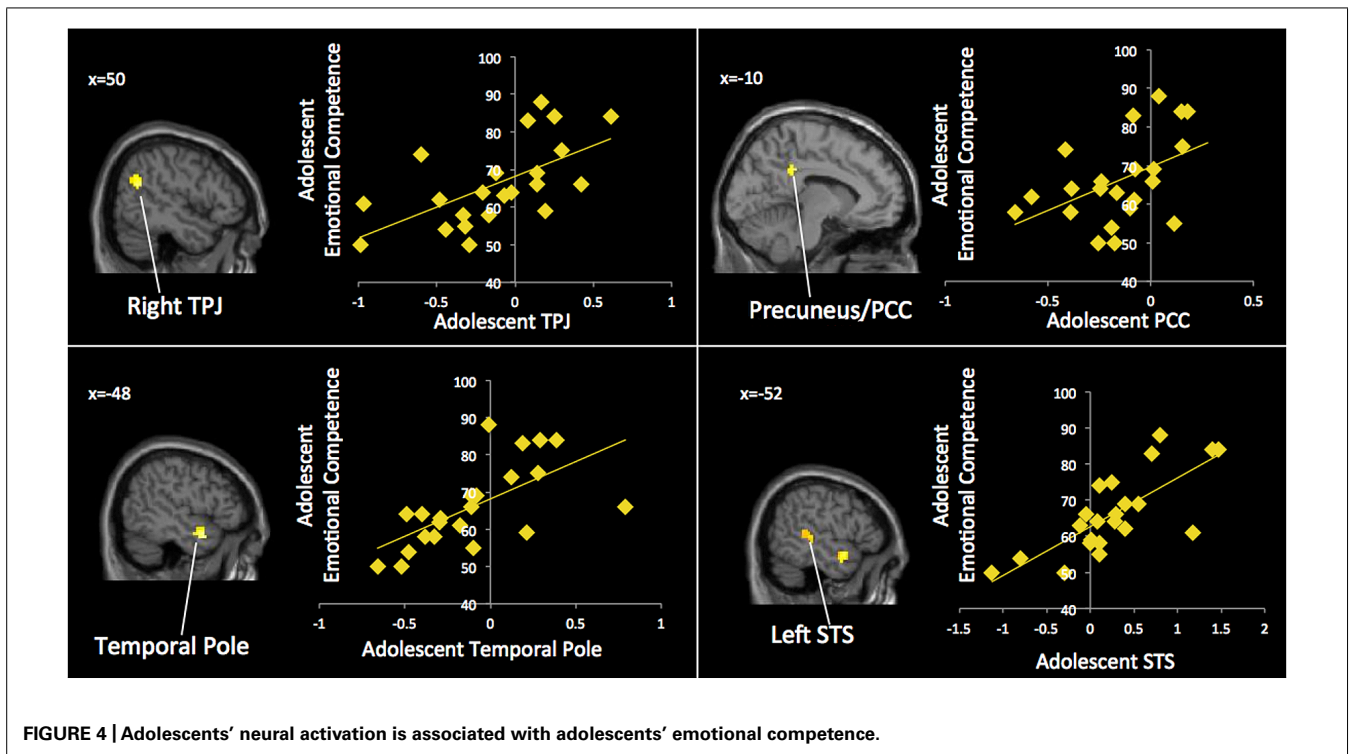 x=50
Adolescent
Emotional Competence
100
90
80
70
60
50
40
-1
-0.5
0
0.5
1
Right TPJ
Adolescent TPJ
x=-10
Adolescent
Emotional Competence
100
90
80
70
60
50
40
-1
-0.5
0
0.5
Precuneus/PCC
Adolescent PCC
x=-48
Adolescent
Emotional Competence
100
90
80
70
60
50
40
-1
-0.5
0
0.5
1
Temporal Pole
Adolescent Temporal Pole
x=-52
Adolescent
Emotional Competence
100
90
80
70
60
50
40
-1.5
-1
-0.5
0
0.5
1
1.5
2
Left STS
Adolescent STS
FIGURE 4 | Adolescents' neural activation is associated with adolescents' emotional competence.